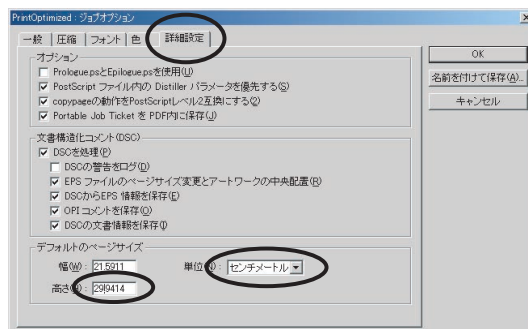 PrintOptimized : ジョブオプション
一般 圧縮 フォント 色 詳細設定
オプション
Prologue.psとEpilogue.psを使用(U)
PostScript ファイル内の Distiller パラメータを優先する(S)
copypageの動作をPostScriptレベル2互換にする(2)
Portable Job Ticket を PDF内に保存(J)
文書構造化コメント(DSC)
DSCを処理(P)
DSCの警告をログ(D)
EPS ファイルのページサイズ変更とアートワークの中央配置(R)
DSCからEPS 情報を保存(E)
OPI コメントを保存(O)
DSCの文書情報を保存(I)
デフォルトのページサイズ
幅(W) : 21.5911 単位(N) : センチメートル
高さ(H) : 29.9414
OK
名前を付けて保存(A)...
キャンセル